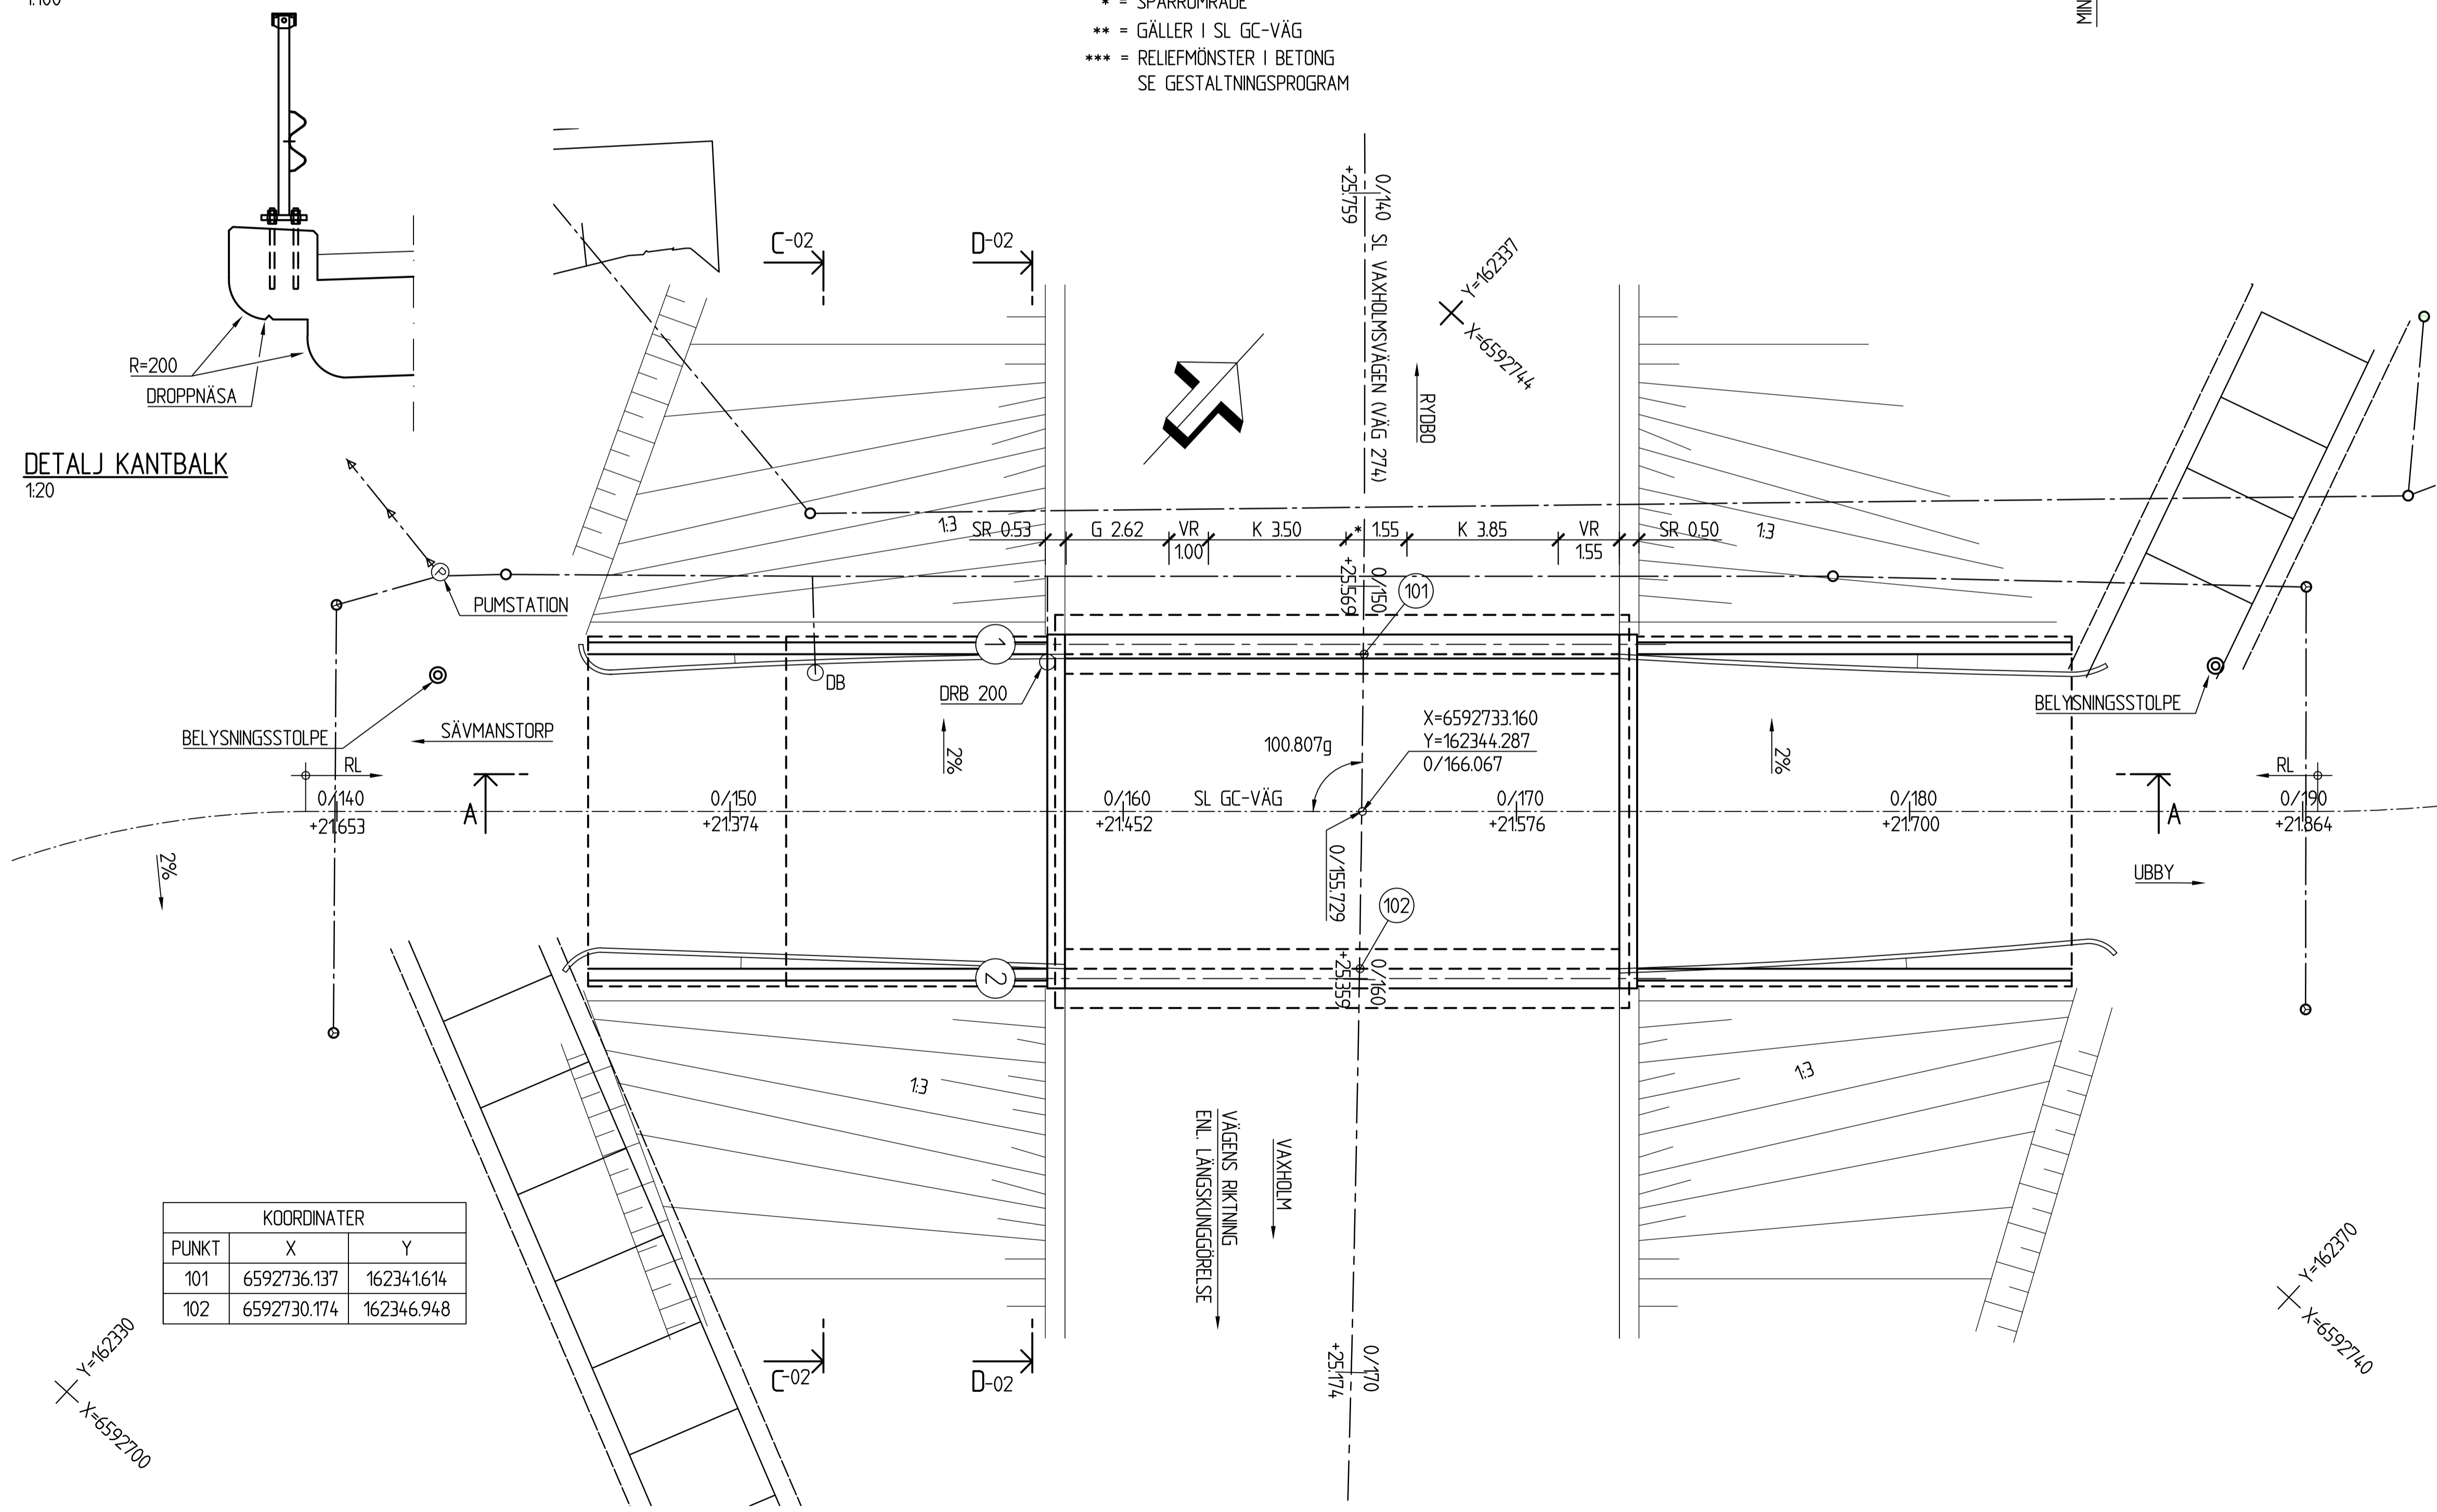 1:100
* = SPÄRROMRÅDE
** = GÄLLER I SL GC-VÄG
*** = RELIEFMÖNSTER I BETONG
SE GESTALTNINGSPROGRAM
MIN
R=200
DROPPNÄSA
DETALJ KANTBALK
1:20
C-02
D-02
+25.759
0/140 SL VAXHOLMSVÄGEN (VÄG 274)
RYDBO
Y=162337
X=6592744
1:3
SR 0.53
G 2.62
VR
1.00
K 3.50
* 1.55
K 3.85
VR
1.55
SR 0.50
1:3
+25.569
0/150
101
P
PUMSTATION
1
DB
DRB 200
BELYSNINGSSTOLPE
SÄVMANSTORP
BELYSNINGSSTOLPE
2%
2%
100.807g
X=6592733.160
Y=162344.287
0/166.067
RL
RL
0/140
+21.653
A
0/150
+21.374
0/160
+21.452
SL GC-VÄG
0/170
+21.576
0/180
+21.700
A
0/190
+21.864
2%
0/155.729
UBBY
102
2
+25.359
0/160
1:3
1:3
VÄGENS RIKTNING
ENL. LÄNGSKUNGGÖRELSE
VAXHOLM
KOORDINATER
PUNKT X Y
101 6592736.137 162341.614
102 6592730.174 162346.948
Y=162330
X=6592700
C-02
D-02
+25.174
0/170
Y=162370
X=6592740